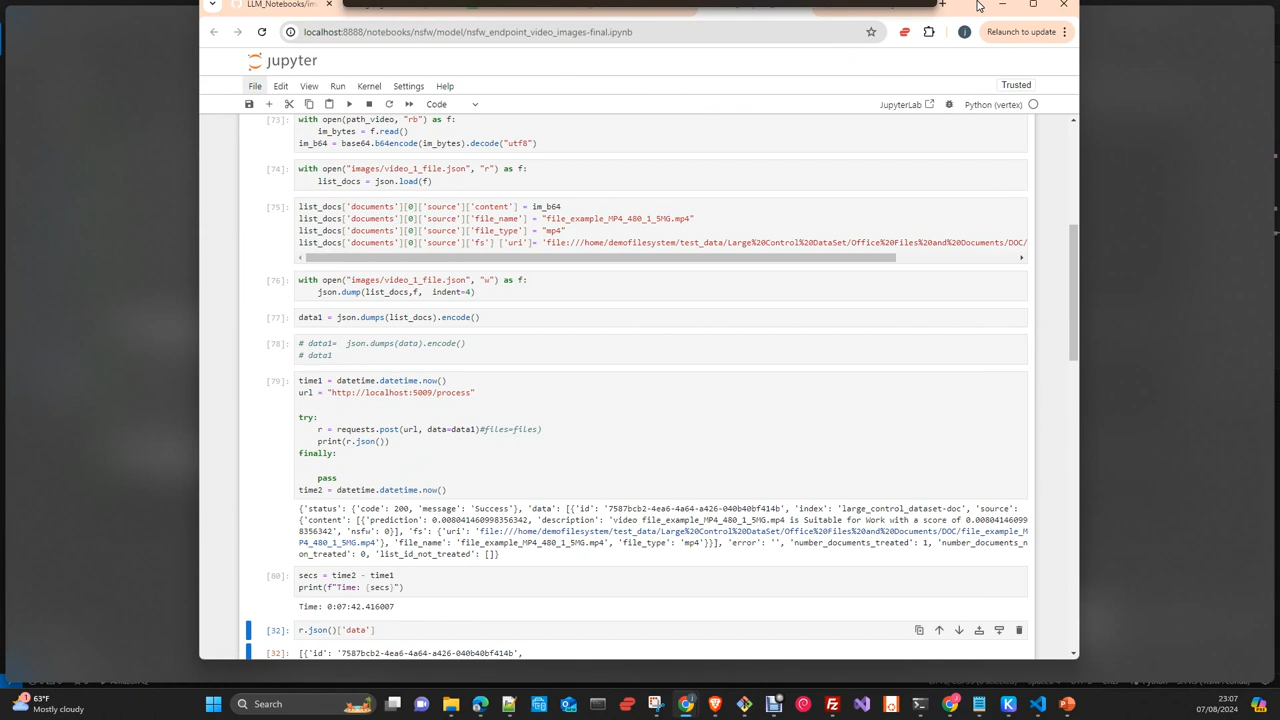 LLM_Notebooks/im
localhost:8888/notebooks/nsfw/model/nsfw_endpoint_video_images-final.ipynb
Relaunch to update
jupyter
File Edit View Run Kernel Settings Help
Trusted
Code
JupyterLab
Python (vertex)
[73]: with open(path_video, "rb") as f:
im_bytes = f.read()
im_b64 = base64.b64encode(im_bytes).decode("utf8")
[74]: with open("images/video_1_file.json", "r") as f:
list_docs = json.load(f)
[75]: list_docs['documents'][0]['source']['content'] = im_b64
list_docs['documents'][0]['source']['file_name'] = "file_example_MP4_480_1_5MG.mp4"
list_docs['documents'][0]['source']['file_type'] = "mp4"
list_docs['documents'][0]['source']['fs'] ['uri']= 'file:///home/demofilesystem/test_data/Large%20Control%20DataSet/Office%20Files%20and%20Documents/DOC/
[76]: with open("images/video_1_file.json", "w") as f:
json.dump(list_docs,f, indent=4)
[77]: data1 = json.dumps(list_docs).encode()
[78]: # data1= json.dumps(data).encode()
# data1
[79]: time1 = datetime.datetime.now()
url = "http://localhost:5009/process"
try:
r = requests.post(url, data=data1)#files=files)
print(r.json())
finally:
pass
time2 = datetime.datetime.now()
{'status': {'code': 200, 'message': 'Success'}, 'data': [{'id': '7587bcb2-4ea6-4a64-a426-040b40bf414b', 'index': 'large_control_dataset-doc', 'source':
{'content': [{'prediction': 0.008041460998356342, 'description': 'video file_example_MP4_480_1_5MG.mp4 is Suitable for Work with a score of 0.0080414609
98356342', 'nsfw': 0}], 'fs': {'uri': 'file:///home/demofilesystem/test_data/Large%20Control%20DataSet/Office%20Files%20and%20Documents/DOC/file_example_M
P4_480_1_5MG.mp4'}, 'file_name': 'file_example_MP4_480_1_5MG.mp4', 'file_type': 'mp4'}}], 'error': '', 'number_documents_treated': 1, 'number_documents_n
on_treated': 0, 'list_id_not_treated': []}
[80]: secs = time2 - time1
print(f"Time: {secs}")
Time: 0:07:42.416007
[32]: r.json()['data']
[32]: [{'id': '7587bcb2-4ea6-4a64-a426-040b40bf414b',
63°F
Mostly cloudy
Search
23:07
07/08/2024